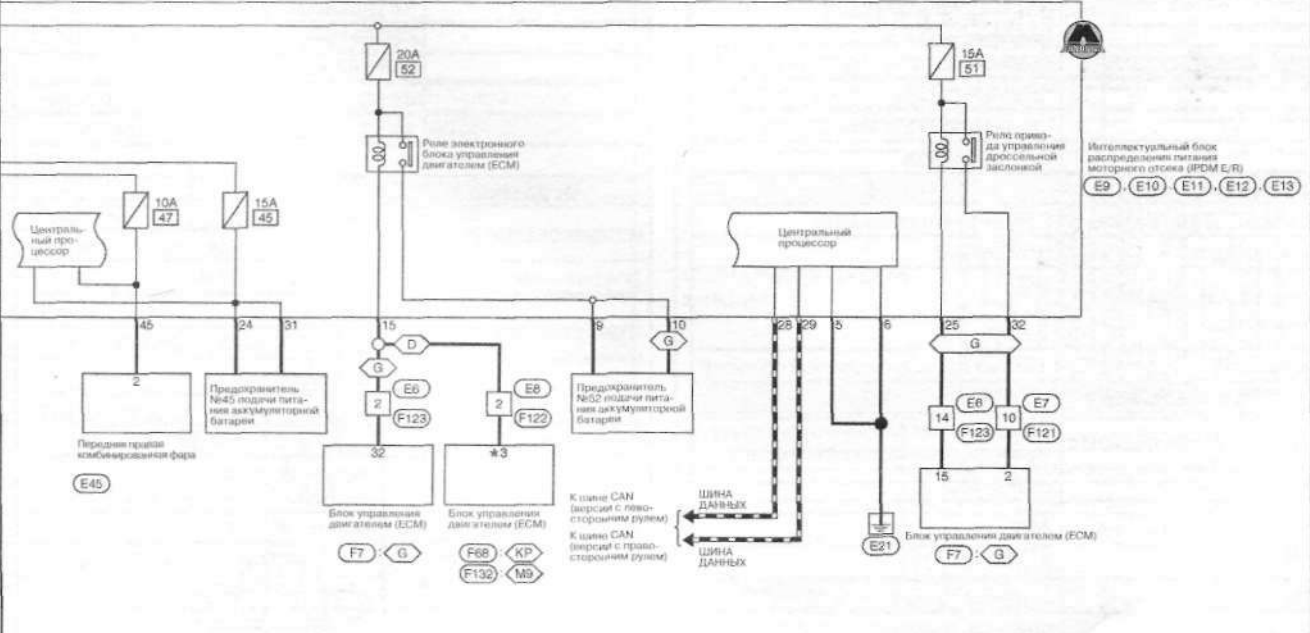 20A
52
15A
51
Реле электронного
блока управления
двигателем (ECM)
Реле приво-
да управления
дроссельной
заслонкой
Интеллектуальный блок
распределения питания
моторного отсека (IPDM E/R)
E9, E10, E11, E12, E13
10A
47
15A
45
Централь-
ный про-
цессор
Центральный
процессор
45
24
31
15
9
10
28
29
5
6
25
32
D
G
G
G
2
Предохранитель
№45 подачи пита-
ния аккумуляторной
батареи
Передняя правая
комбинированная фара
E45
2
E6
F123
2
E8
F122
Предохранитель
№52 подачи пита-
ния аккумуляторной
батареи
14
E6
F123
10
E7
F121
32
Блок управления
двигателем (ECM)
F7 : G
*3
Блок управления
двигателем (ECM)
F68 : KP
F132 : M9
К шине CAN
(версии с лево-
сторонним рулем)
К шине CAN
(версии с право-
сторонним рулем)
ШИНА
ДАННЫХ
ШИНА
ДАННЫХ
E21
15
2
Блок управления двигателем (ECM)
F7 : G